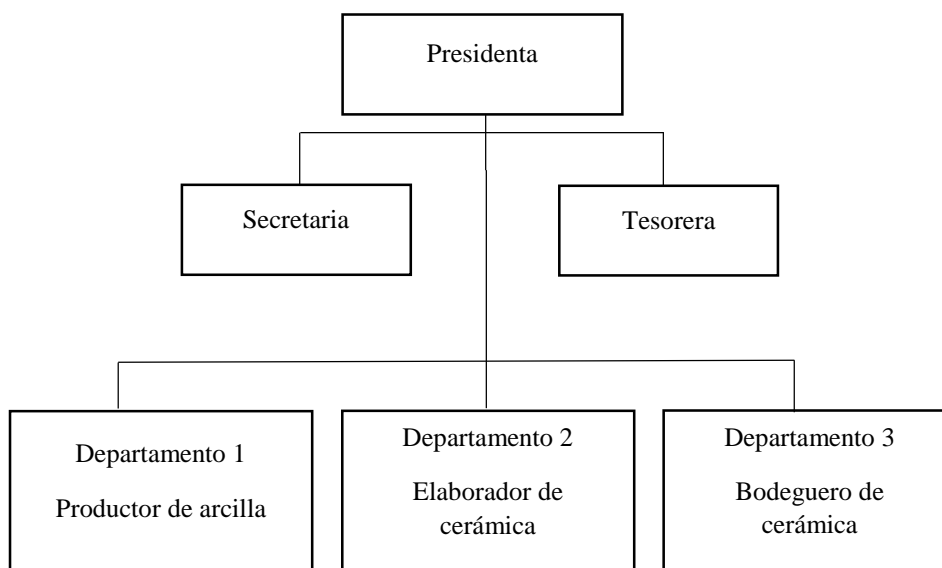 Presidenta
Secretaria
Tesorera
Departamento 1
Productor de arcilla
Departamento 2
Elaborador de
cerámica
Departamento 3
Bodeguero de
cerámica